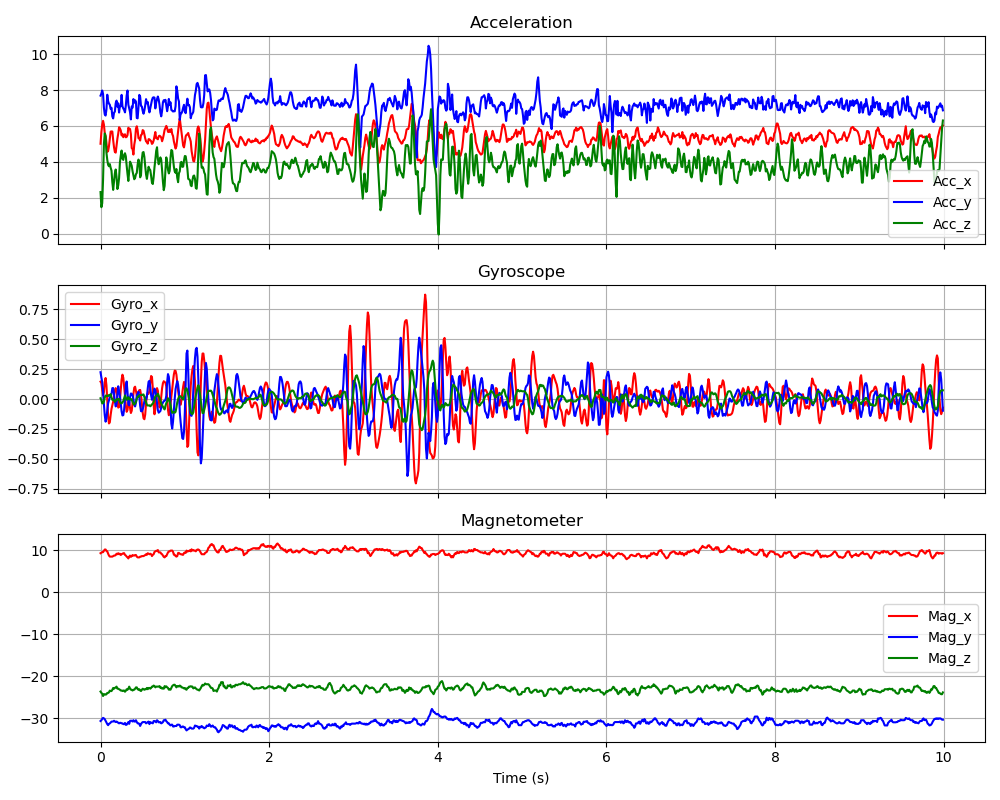 Acceleration
10
8
6
4
2
0
Acc_x
Acc_y
Acc_z
Gyroscope
0.75
0.50
0.25
0.00
−0.25
−0.50
−0.75
Gyro_x
Gyro_y
Gyro_z
Magnetometer
10
0
−10
−20
−30
Mag_x
Mag_y
Mag_z
0 2 4 6 8 10
Time (s)